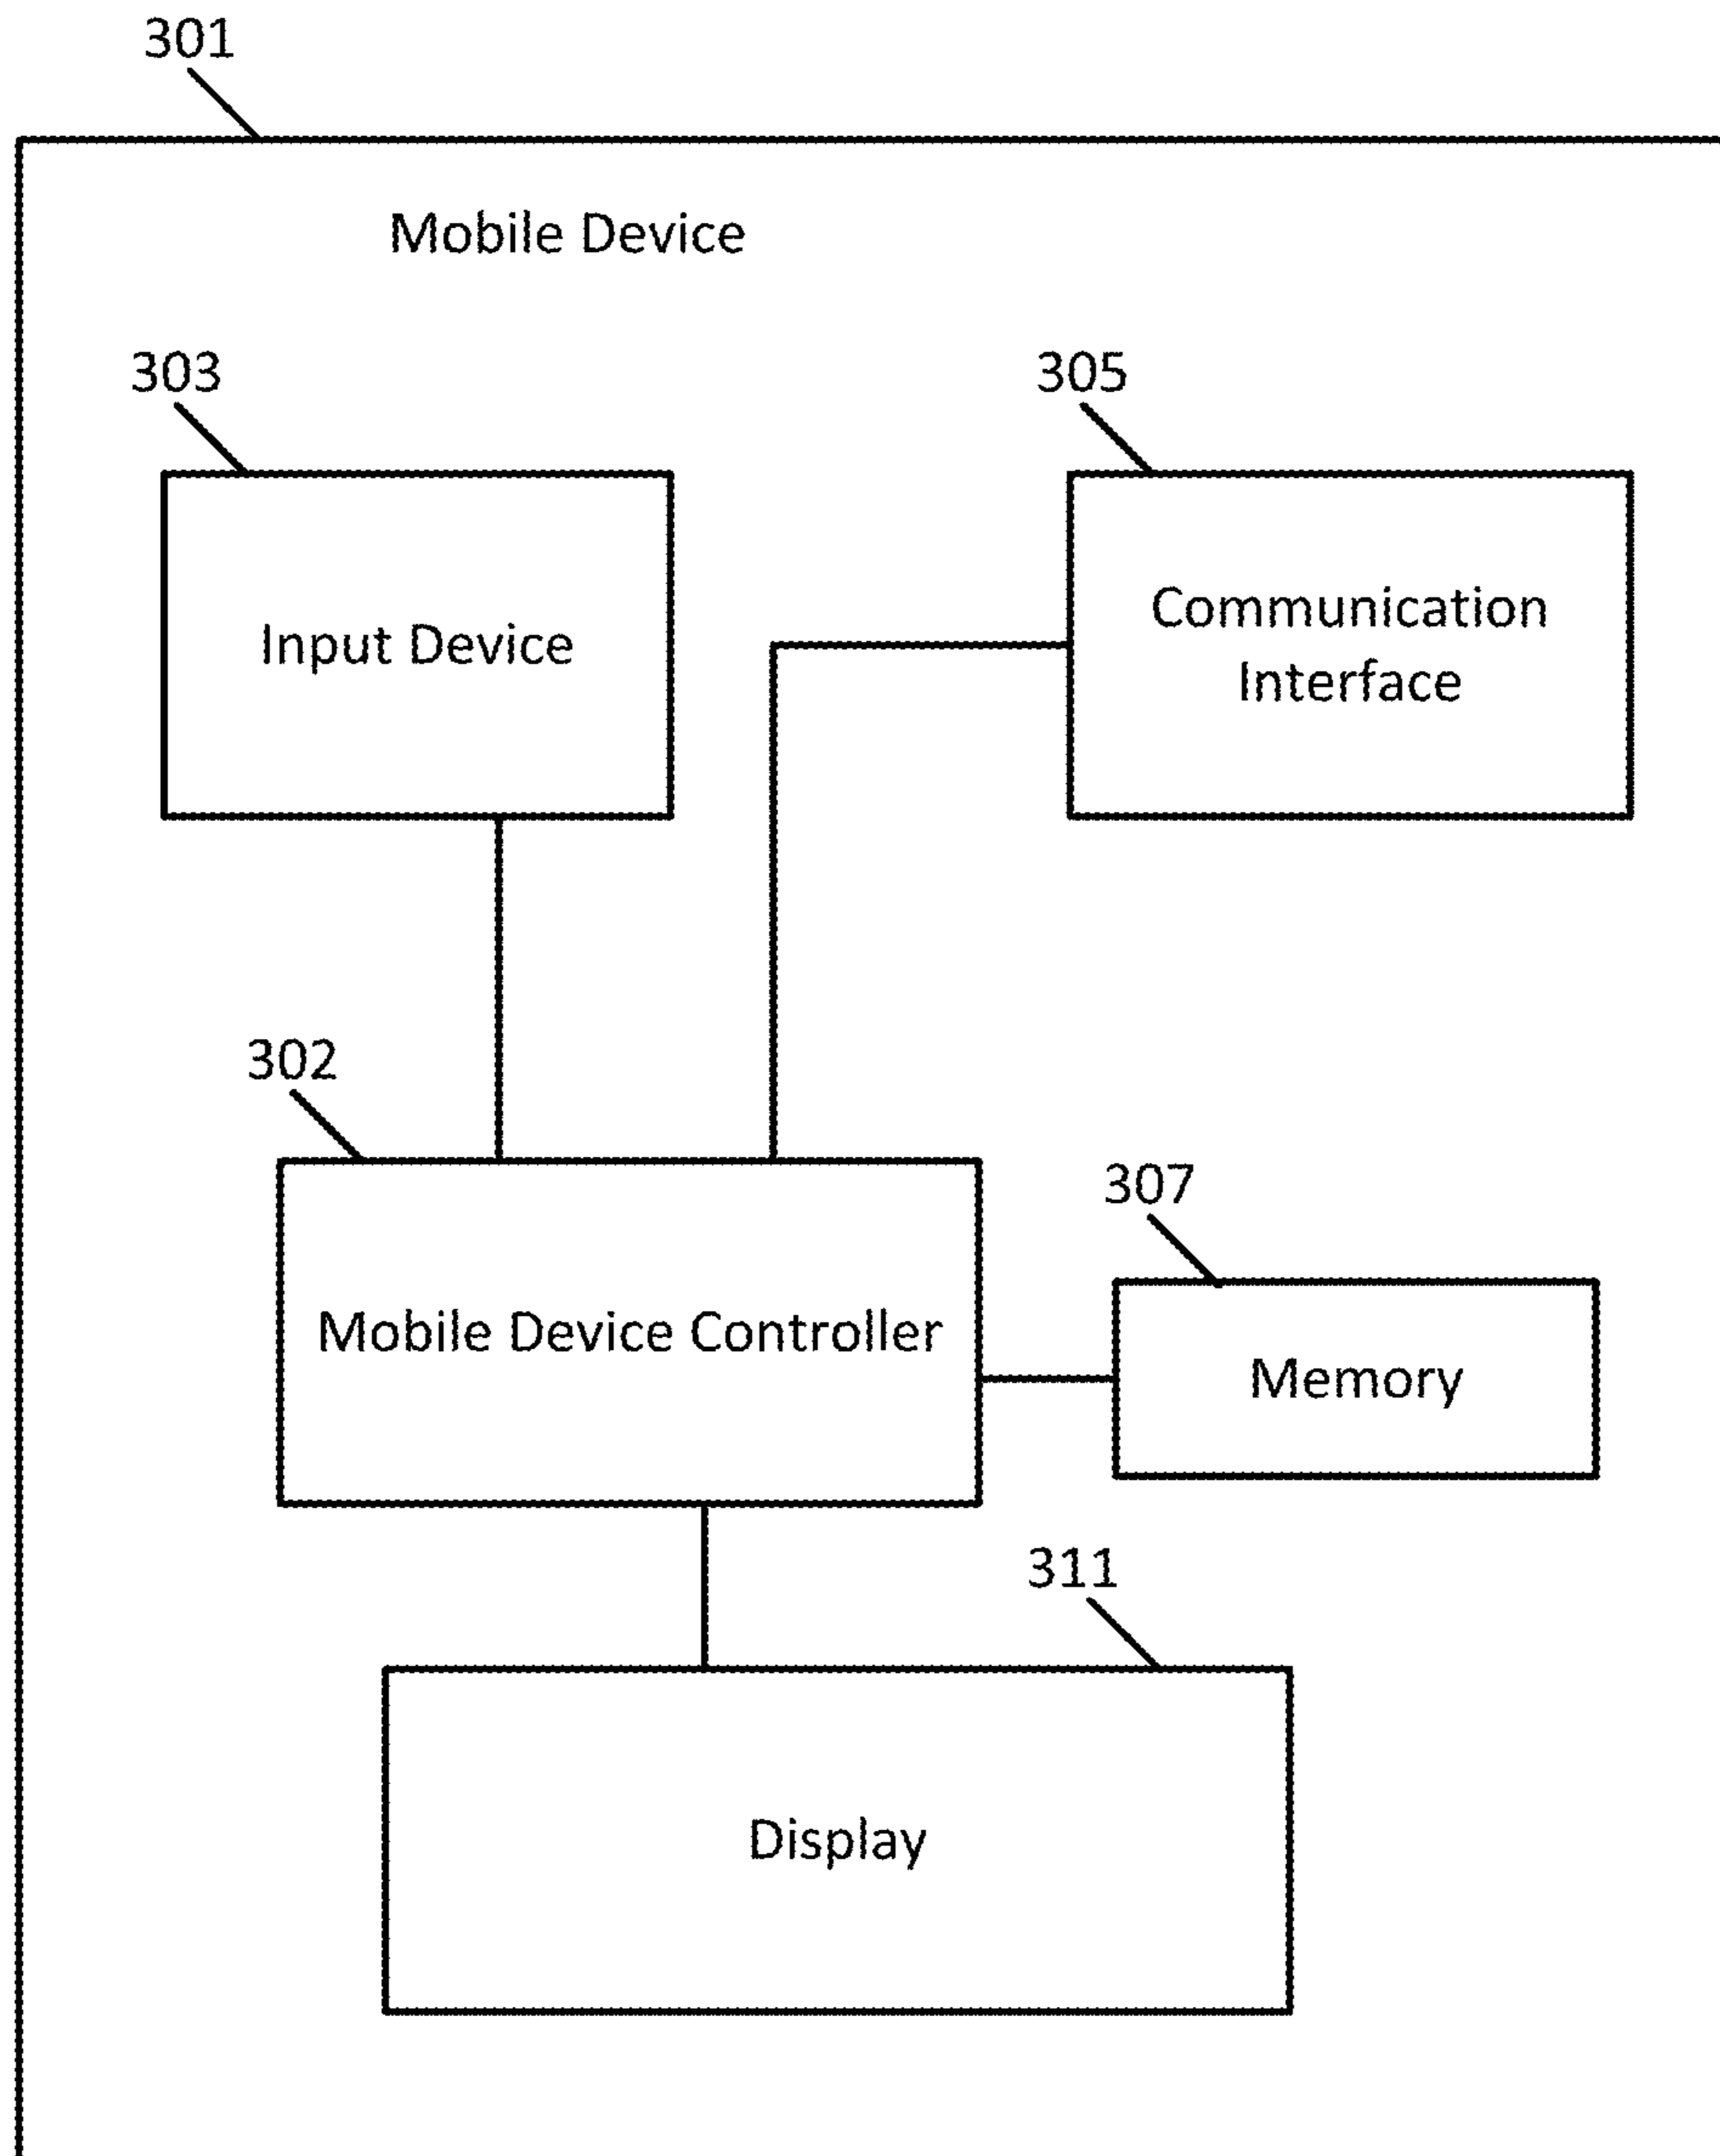 301
Mobile Device
303
305
Input Device
Communication
Interface
302
307
Mobile Device Controller
Memory
311
Display